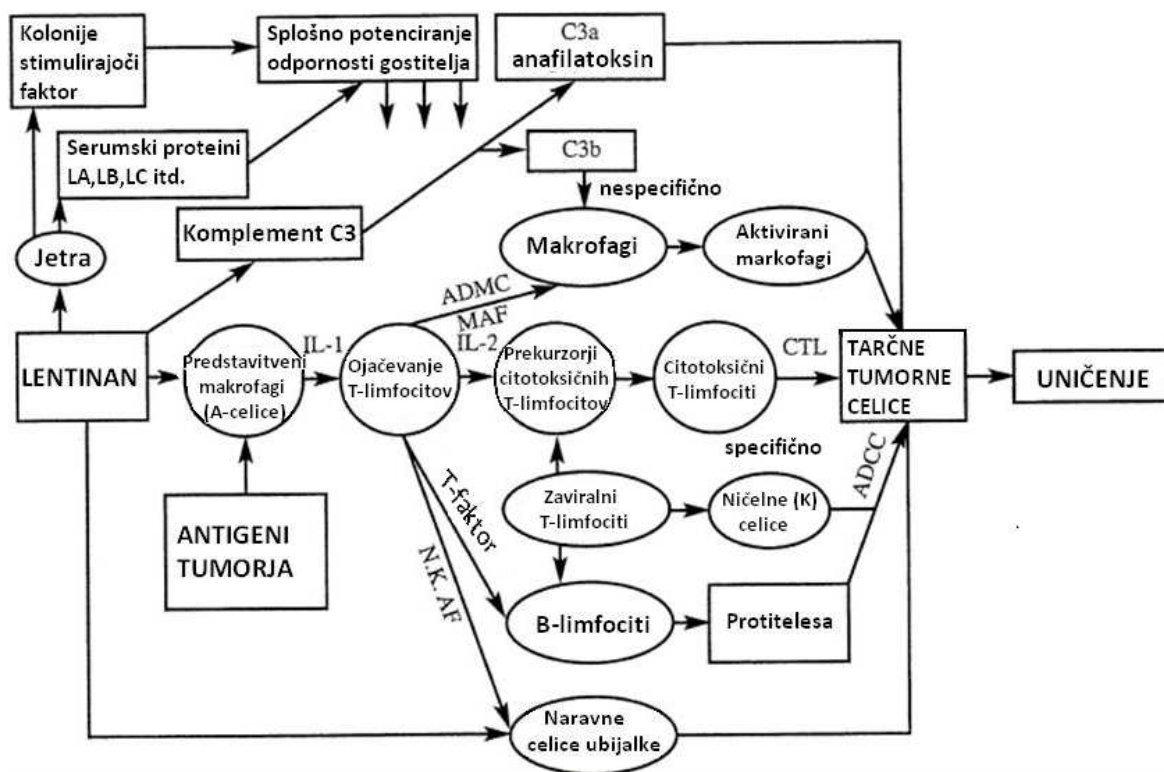 Kolonije
stimulirajoči
faktor
Splošno potenciranje
odpornosti gostitelja
C3a
anafilatoksin
Serumski proteini
LA,LB,LC itd.
C3b
nespecifično
Jetra
Komplement C3
Makrofagi
Aktivirani
markofagi
ADMC
MAF
LENTINAN
Predstavitveni
makrofagi
(A-celice)
IL-1
Ojačevanje
T-limfocitov
IL-2
Prekurzorji
citotoksičnih
T-limfocitov
Citotoksični
T-limfociti
CTL
TARČNE
TUMORNE
CELICE
UNIČENJE
specifično
ANTIGENI
TUMORJA
T-faktor
N.K. AF
Zaviralni
T-limfociti
Ničelne (K)
celice
ADCC
B-limfociti
Protitelesa
Naravne
celice ubijalke